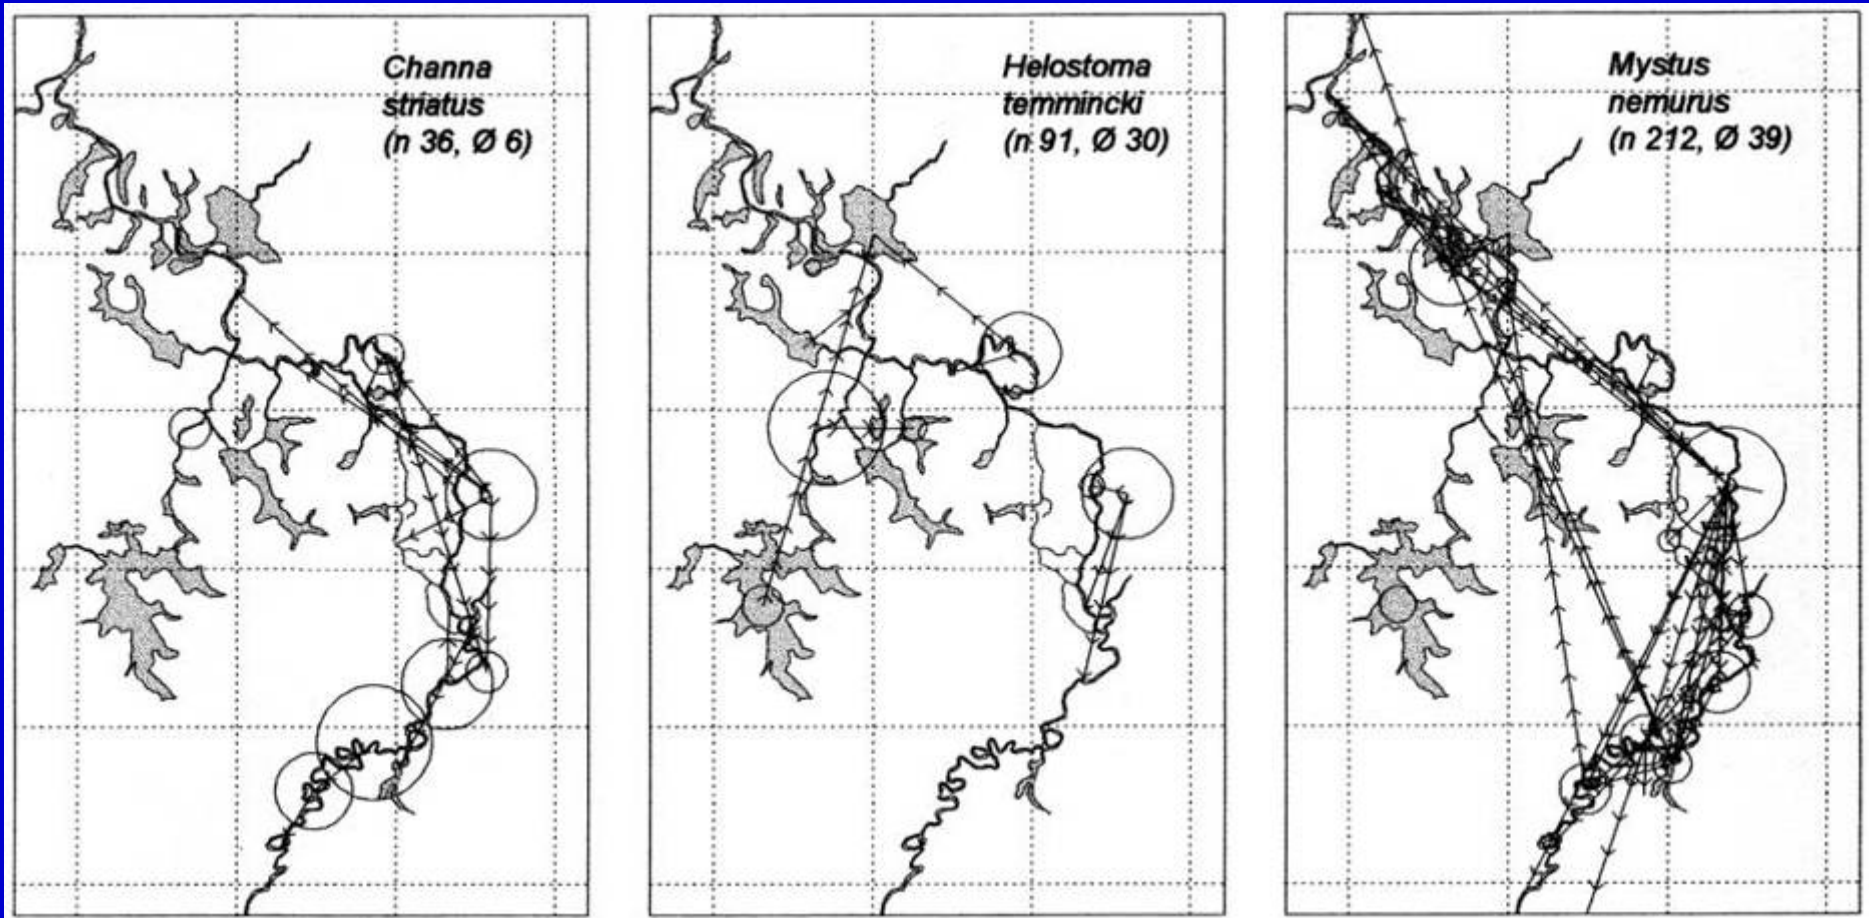 Channa
striatus
(n 36, Ø 6)
Helostoma
temmincki
(n 91, Ø 30)
Mystus
nemurus
(n 212, Ø 39)